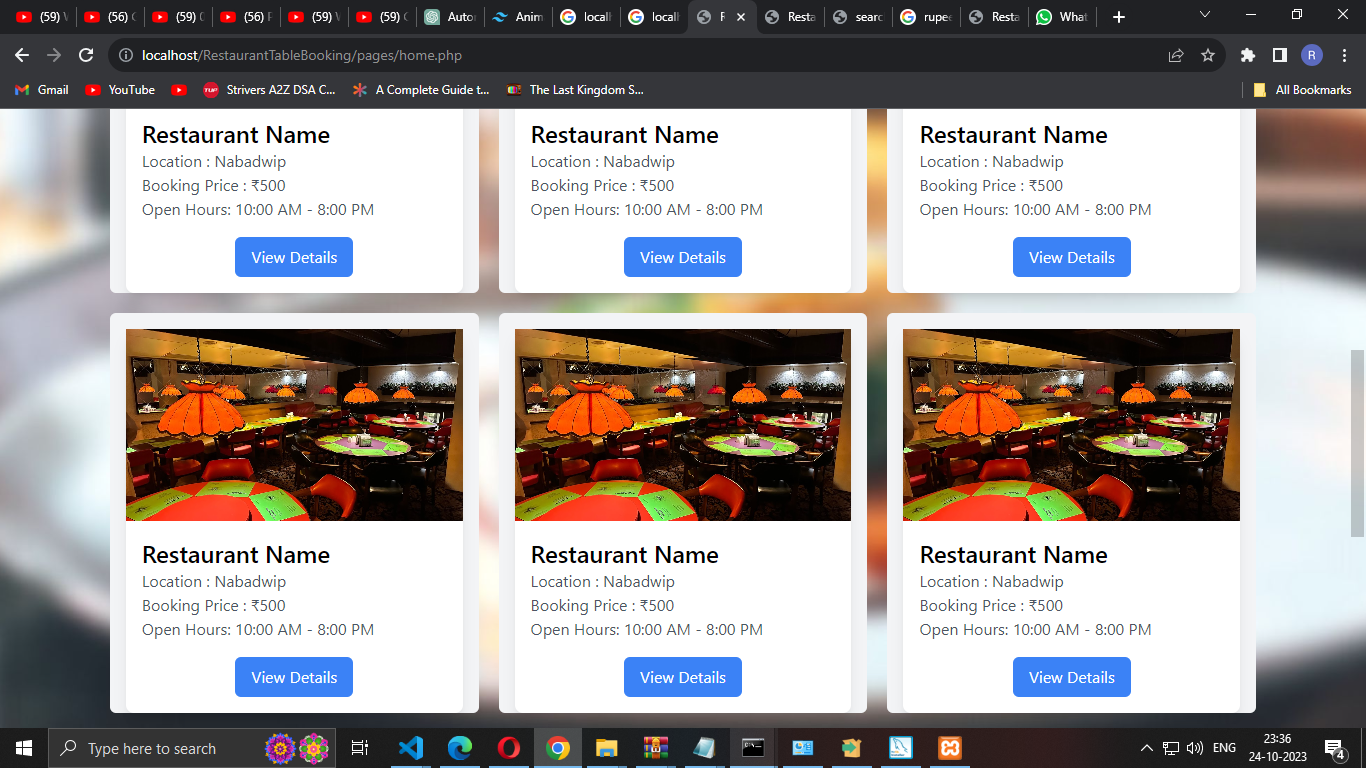 (59) V
(56) C
(59) (
(56) F
(59) V
(59) C
Autor
Anim
locall
locall
F
Resta
searc
rupe
Resta
What
localhost/RestaurantTableBooking/pages/home.php
R
Gmail
YouTube
TUF
Strivers A2Z DSA C...
A Complete Guide t...
The Last Kingdom S...
All Bookmarks
Restaurant Name
Location : Nabadwip
Booking Price : ₹500
Open Hours: 10:00 AM - 8:00 PM
View Details
Restaurant Name
Location : Nabadwip
Booking Price : ₹500
Open Hours: 10:00 AM - 8:00 PM
View Details
Restaurant Name
Location : Nabadwip
Booking Price : ₹500
Open Hours: 10:00 AM - 8:00 PM
View Details
Restaurant Name
Location : Nabadwip
Booking Price : ₹500
Open Hours: 10:00 AM - 8:00 PM
View Details
Restaurant Name
Location : Nabadwip
Booking Price : ₹500
Open Hours: 10:00 AM - 8:00 PM
View Details
Restaurant Name
Location : Nabadwip
Booking Price : ₹500
Open Hours: 10:00 AM - 8:00 PM
View Details
Type here to search
ENG
23:36
24-10-2023
4